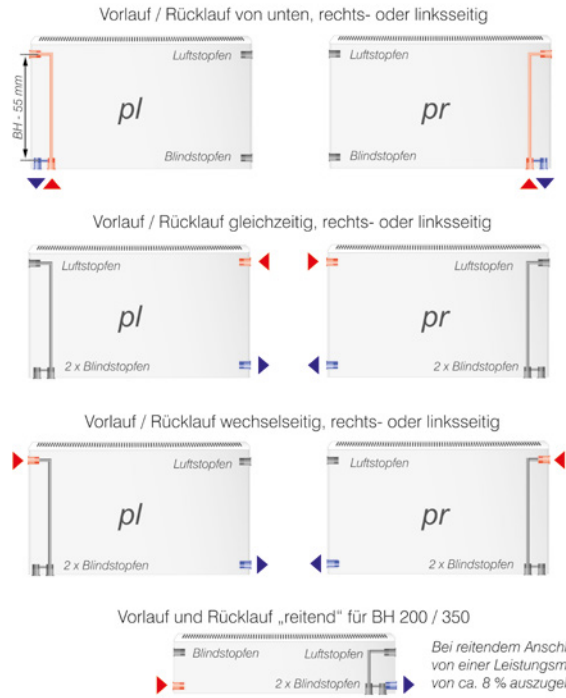 Vorlauf / Rücklauf von unten, rechts- oder linksseitig
Luftstopfen
Luftstopfen
BH - 55 mm
pl
pr
Blindstopfen
Blindstopfen
Vorlauf / Rücklauf gleichzeitig, rechts- oder linksseitig
Luftstopfen
Luftstopfen
pl
pr
2 x Blindstopfen
2 x Blindstopfen
Vorlauf / Rücklauf wechselseitig, rechts- oder linksseitig
Luftstopfen
Luftstopfen
pl
pr
2 x Blindstopfen
2 x Blindstopfen
Vorlauf und Rücklauf „reitend“ für BH 200 / 350
Blindstopfen
Luftstopfen
2 x Blindstopfen
Bei reitendem
von einer
von ca. 8 %